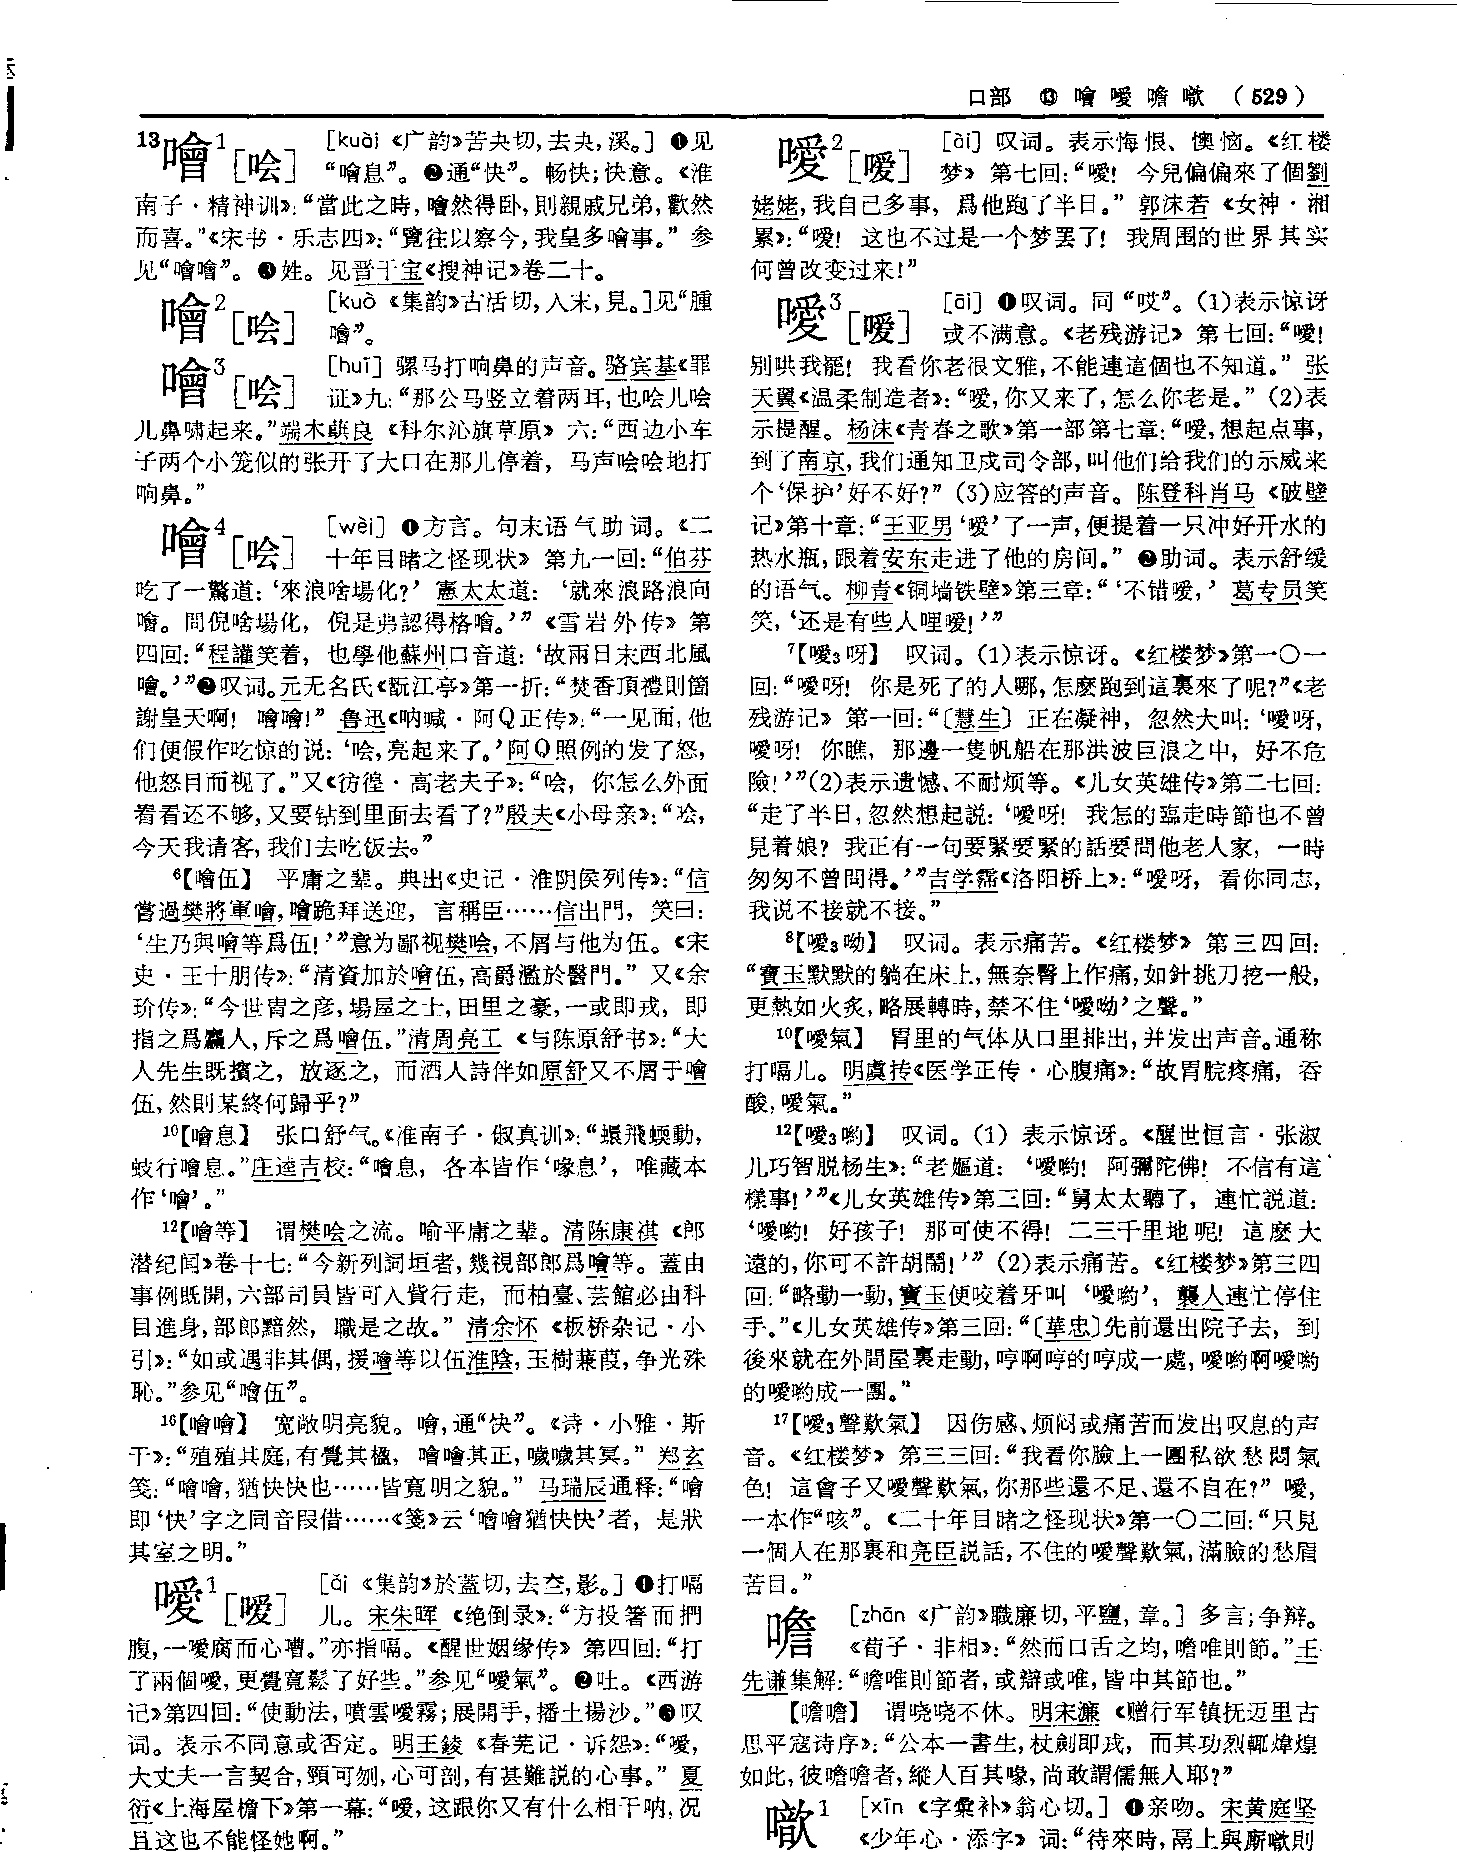 口部 ⑬ 噲 噯 噡 噷 （529）
13噲1［哙］ ［kuài《广韵》苦夬切，去夬，溪。］❶见
“噲息”。❷通“快”。畅快；快意。《淮
南子·精神训》：“當此之時，噲然得卧，則親戚兄弟，歡然
而喜。”《宋书·乐志四》：“覽往以察今，我皇多噲事。” 参
见“噲噲”。❸姓。见晋干宝《搜神记》卷二十。
噲2［哙］ ［kuò《集韵》古活切，入末，見。］见“腫
噲”。
噲3［哙］ ［huī］骡马打响鼻的声音。骆宾基《罪
证》九：“那公马竖立着两耳，也哙儿哙
儿鼻啸起来。”端木蕻良《科尔沁旗草原》六：“西边小车
子两个小笼似的张开了大口在那儿停着，马声哙哙地打
响鼻。”
噲4［哙］ ［wèi］❶方言。句末语气助词。《二
十年目睹之怪现状》第九一回：“伯芬
吃了一驚道：‘來浪啥場化？’ 憲太太道：‘就來浪路浪向
噲。問倪啥場化，倪是弗認得格噲。’”《雪岩外传》第
四回：“程謹笑着，也學他蘇州口音道：‘故兩日末西北風
噲。’”❷叹词。元无名氏《翫江亭》第一折：“焚香頂禮則箇
謝皇天啊！噲噲！” 鲁迅《呐喊·阿Q正传》：“一见面，他
们便假作吃惊的说：‘哙，亮起来了。’阿Q照例的发了怒，
他怒目而视了。”又《彷徨·高老夫子》：“哙，你怎么外面
看看还不够，又要钻到里面去看了？”殷夫《小母亲》：“哙，
今天我请客，我们去吃饭去。”
6【噲伍】 平庸之辈。典出《史记·淮阴侯列传》：“信
嘗過樊將軍噲，噲跪拜送迎，言稱臣……信出門，笑曰：
‘生乃與噲等爲伍！’”意为鄙视樊哙，不屑与他为伍。《宋
史·王十朋传》：“清資加於噲伍，高爵濫於醫門。” 又《余
玠传》：“今世胄之彦，場屋之士，田里之豪，一或即戎，即
指之爲麤人，斥之爲噲伍。”清周亮工《与陈原舒书》：“大
人先生既擯之，放逐之，而洒人詩伴如原舒又不屑于噲
伍，然則某終何歸乎？”
10【噲息】 张口舒气。《淮南子·俶真训》：“蠉飛蝡動，
蚑行噲息。”庄逵吉校：“噲息，各本皆作‘喙息’，唯藏本
作‘噲’。”
12【噲等】 谓樊哙之流。喻平庸之辈。清陈康祺《郎
潜纪闻》卷十七：“今新列詞垣者，幾視部郎爲噲等。蓋由
事例既開，六部司員皆可入貲行走，而柏臺、芸館必由科
目進身，部郎黯然，職是之故。” 清余怀《板桥杂记·小
引》：“如或遇非其偶，援噲等以伍淮陰，玉樹蒹葭，争光殊
恥。”参见“噲伍”。
16【噲噲】 宽敞明亮貌。噲，通“快”。《诗·小雅·斯
干》：“殖殖其庭，有覺其楹，噲噲其正，噦噦其冥。” 郑玄
笺：“噲噲，猶快快也……皆寬明之貌。” 马瑞辰通释：“噲
即‘快’字之同音叚借……《箋》云‘噲噲猶快快’者，是狀
其室之明。”
噯1［嗳］ ［ǎi《集韵》於蓋切，去夳，影。］❶打嗝
儿。宋朱晖《绝倒录》：“方投箸而捫
腹，一噯腐而心嘈。”亦指嗝。《醒世姻缘传》第四回：“打
了兩個噯，更覺寬鬆了好些。”参见“噯氣”。❷吐。《西游
记》第四回：“使動法，噴雲噯霧；展開手，播土揚沙。”❸叹
词。表示不同意或否定。明王錂《春芜记·诉怨》：“噯，
大丈夫一言契合，頸可刎，心可剖，有甚難説的心事。” 夏
衍《上海屋檐下》第一幕：“嗳，这跟你又有什么相干呐，况
且这也不能怪她啊。”
噯2［嗳］ ［ài］叹词。表示悔恨、懊恼。《红楼
梦》第七回：“噯！今兒偏偏來了個劉
姥姥，我自己多事，爲他跑了半日。” 郭沫若《女神·湘
累》：“嗳！这也不过是一个梦罢了！我周围的世界其实
何曾改变过来！”
噯3［嗳］ ［āi］❶叹词。同“哎”。（1）表示惊讶
或不满意。《老残游记》第七回：“噯！
别哄我罷！我看你老很文雅，不能連這個也不知道。” 张
天翼《温柔制造者》：“嗳，你又来了，怎么你老是。”（2）表
示提醒。杨沫《青春之歌》第一部第七章：“嗳，想起点事，
到了南京，我们通知卫戍司令部，叫他们给我们的示威来
个‘保护’好不好？”（3）应答的声音。陈登科肖马《破壁
记》第十章：“王亚男‘嗳’了一声，便提着一只冲好开水的
热水瓶，跟着安东走进了他的房间。” ❷助词。表示舒缓
的语气。柳青《铜墙铁壁》第三章：“‘不错嗳，’ 葛专员笑
笑，‘还是有些人哩嗳！’”
7【噯3呀】 叹词。（1）表示惊讶。《红楼梦》第一〇一
回：“噯呀！你是死了的人哪，怎麽跑到這裏來了呢？”《老
残游记》第一回：“〔慧生〕正在凝神，忽然大叫：‘噯呀，
噯呀！你瞧，那邊一隻帆船在那洪波巨浪之中，好不危
險！’”（2）表示遗憾、不耐烦等。《儿女英雄传》第二七回：
“走了半日，忽然想起説：‘噯呀！我怎的臨走時節也不曾
見着娘？我正有一句要緊要緊的話要問他老人家，一時
匆匆不曾問得。’”吉学霈《洛阳桥上》：“嗳呀，看你同志，
我说不接就不接。”
8【噯3呦】 叹词。表示痛苦。《红楼梦》第三四回：
“寶玉默默的躺在床上，無奈臀上作痛，如針挑刀挖一般，
更熱如火炙，略展轉時，禁不住‘噯呦’之聲。”
10【噯氣】 胃里的气体从口里排出，并发出声音。通称
打嗝儿。明虞抟《医学正传·心腹痛》：“故胃脘疼痛，吞
酸，噯氣。”
12【噯3喲】 叹词。（1）表示惊讶。《醒世恒言·张淑
儿巧智脱杨生》：“老嫗道：‘噯喲！阿彌陀佛！不信有這
樣事！’”《儿女英雄传》第三回：“舅太太聽了，連忙説道：
‘噯喲！好孩子！那可使不得！二三千里地呢！這麽大
遠的，你可不許胡鬧！’”（2）表示痛苦。《红楼梦》第三四
回：“略動一動，寶玉便咬着牙叫‘噯喲’，襲人連忙停住
手。”《儿女英雄传》第三回：“〔華忠〕先前還出院子去，到
後來就在外間屋裏走動，哼啊哼的哼成一處，噯喲啊噯喲
的噯喲成一團。”
17【噯3聲歎氣】 因伤感、烦闷或痛苦而发出叹息的声
音。《红楼梦》第三三回：“我看你臉上一團私欲愁悶氣
色！這會子又噯聲歎氣，你那些還不足、還不自在？” 噯，
一本作“咳”。《二十年目睹之怪现状》第一〇二回：“只見
一個人在那裏和亮臣説話，不住的噯聲歎氣，滿臉的愁眉
苦目。”
噡 ［zhān《广韵》職廉切，平鹽，章。］多言；争辩。
《荀子·非相》：“然而口舌之均，噡唯則節。”王
先谦集解：“噡唯則節者，或辯或唯，皆中其節也。”
【噡噡】 谓哓哓不休。明宋濂《赠行军镇抚迈里古
思平寇诗序》：“公本一書生，杖劍即戎，而其功烈輒煒煌
如此，彼噡噡者，縱人百其喙，尚敢謂儒無人耶？”
噷1 ［xīn《字彙补》翁心切。］❶亲吻。宋黄庭坚
《少年心·添字》词：“待來時，鬲上與廝噷則